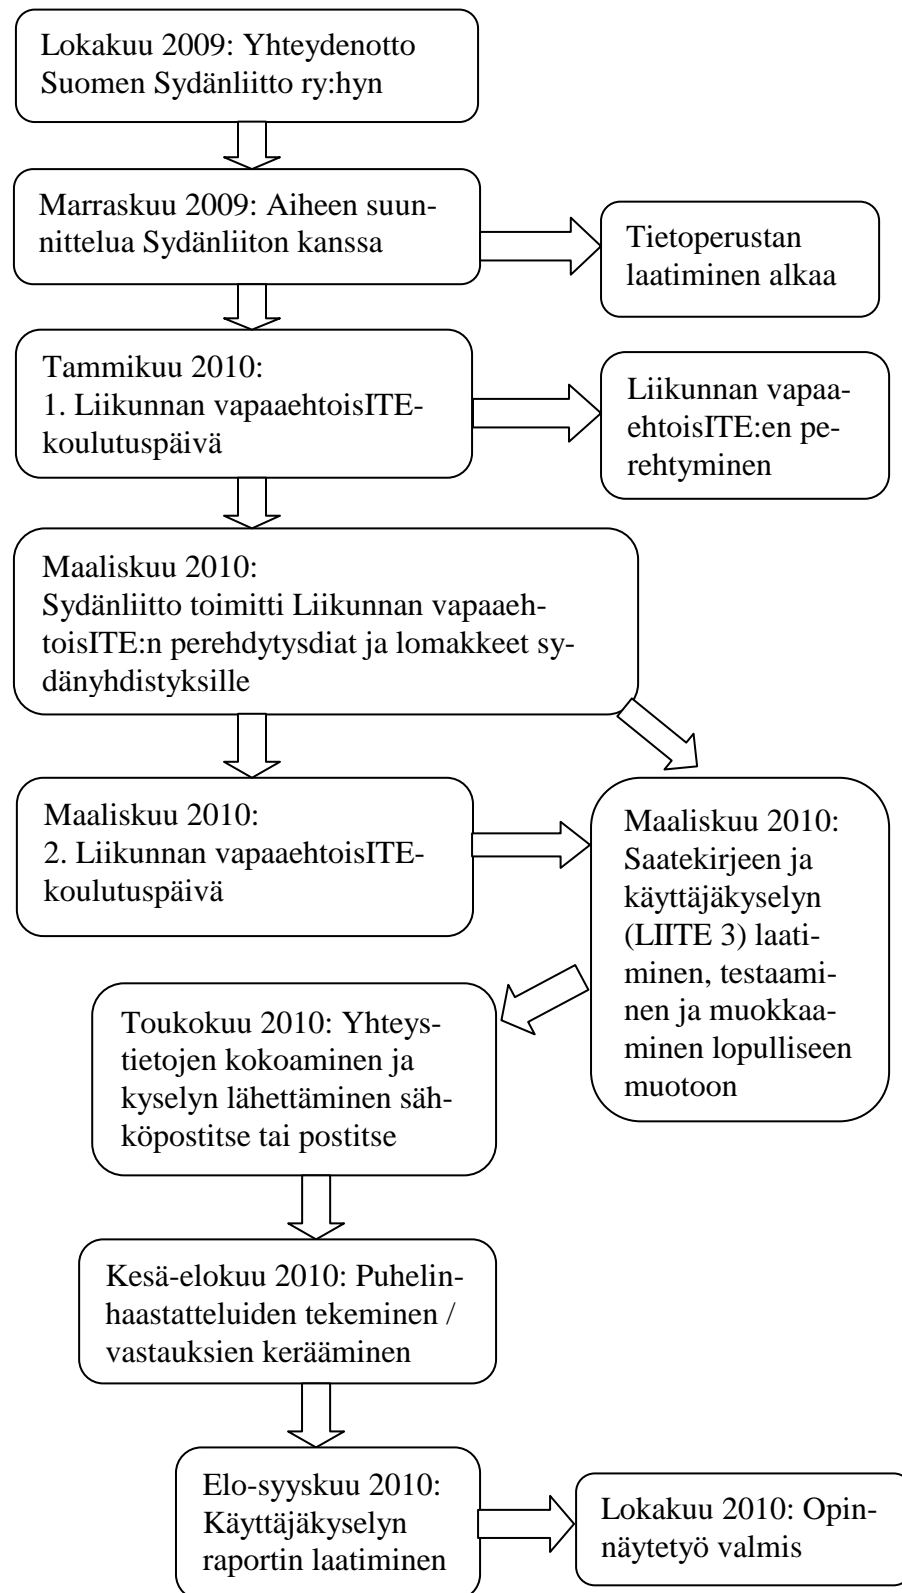 Lokakuu 2009: Yhteydenotto
Suomen Sydänliitto ry:hyn
Marraskuu 2009: Aiheen suun-
nittelua Sydänliiton kanssa
Tietoperustan
laatiminen alkaa
Tammikuu 2010:
1. Liikunnan vapaaehtoisITE-
koulutuspäivä
Liikunnan vapaa-
ehtoisITE:en pe-
rehtyminen
Maaliskuu 2010:
Sydänliitto toimitti Liikunnan vapaaeh-
toisITE:n perehdytysdiat ja lomakkeet sy-
dänyhdistyksille
Maaliskuu 2010:
2. Liikunnan vapaaehtoisITE-
koulutuspäivä
Maaliskuu 2010:
Saatekirjeen ja
käyttäjäkyselyn
(LIITE 3) laati-
minen, testaami-
nen ja muokkaa-
minen lopulliseen
muotoon
Toukokuu 2010: Yhteys-
tietojen kokoaminen ja
kyselyn lähettäminen säh-
köpostitse tai postitse
Kesä-elokuu 2010: Puhelin-
haastatteluiden tekeminen /
vastauksien kerääminen
Elo-syyskuu 2010:
Käyttäjäkyselyn
raportin laatiminen
Lokakuu 2010: Opin-
näytetyö valmis